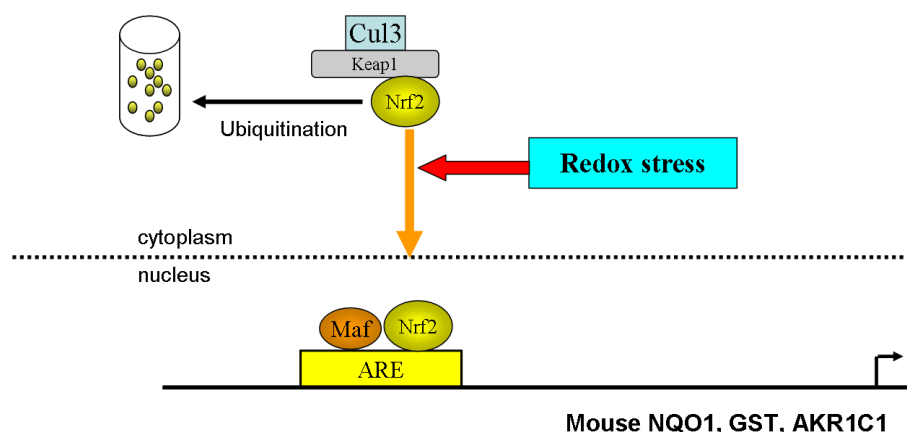 Cul3
Keap1
Nrf2
Ubiquitination
Redox stress
cytoplasm
nucleus
Maf
Nrf2
ARE
Mouse NQO1, GST, AKR1C1